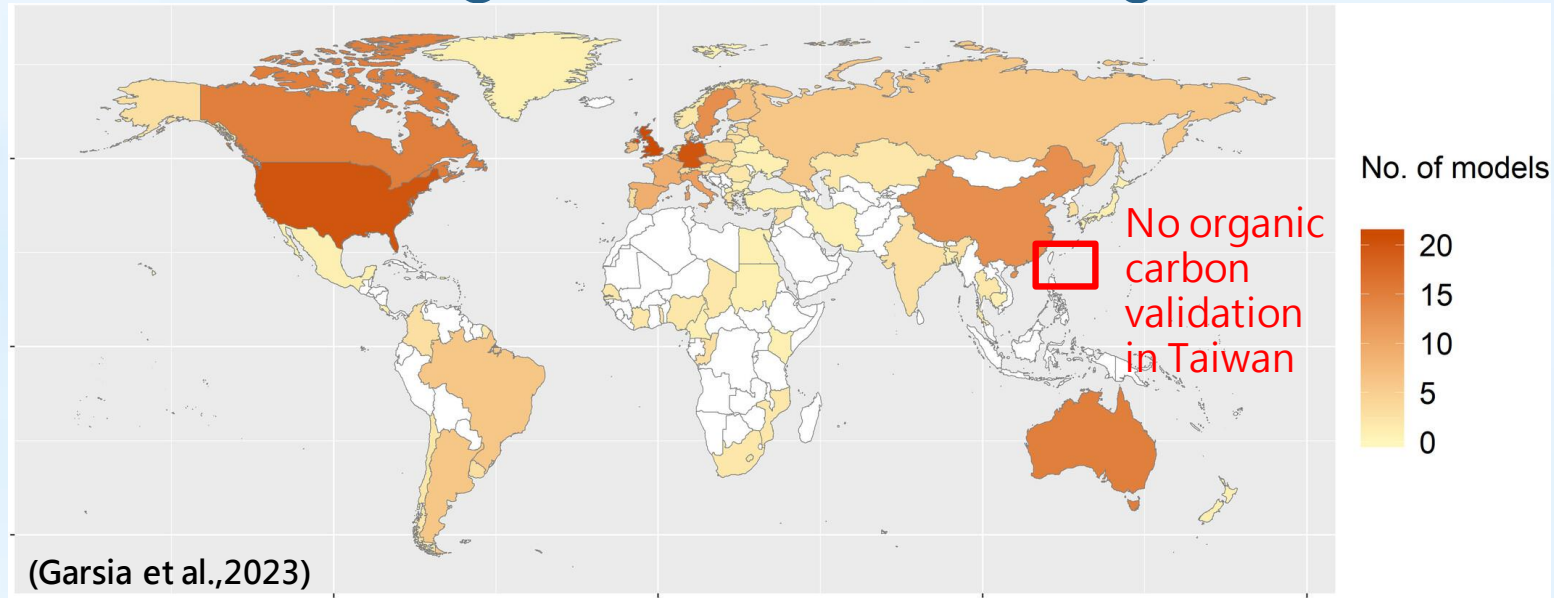 No. of models
No organic
carbon
validation
in Taiwan
20
15
10
5
0
(Garsia et al.,2023)